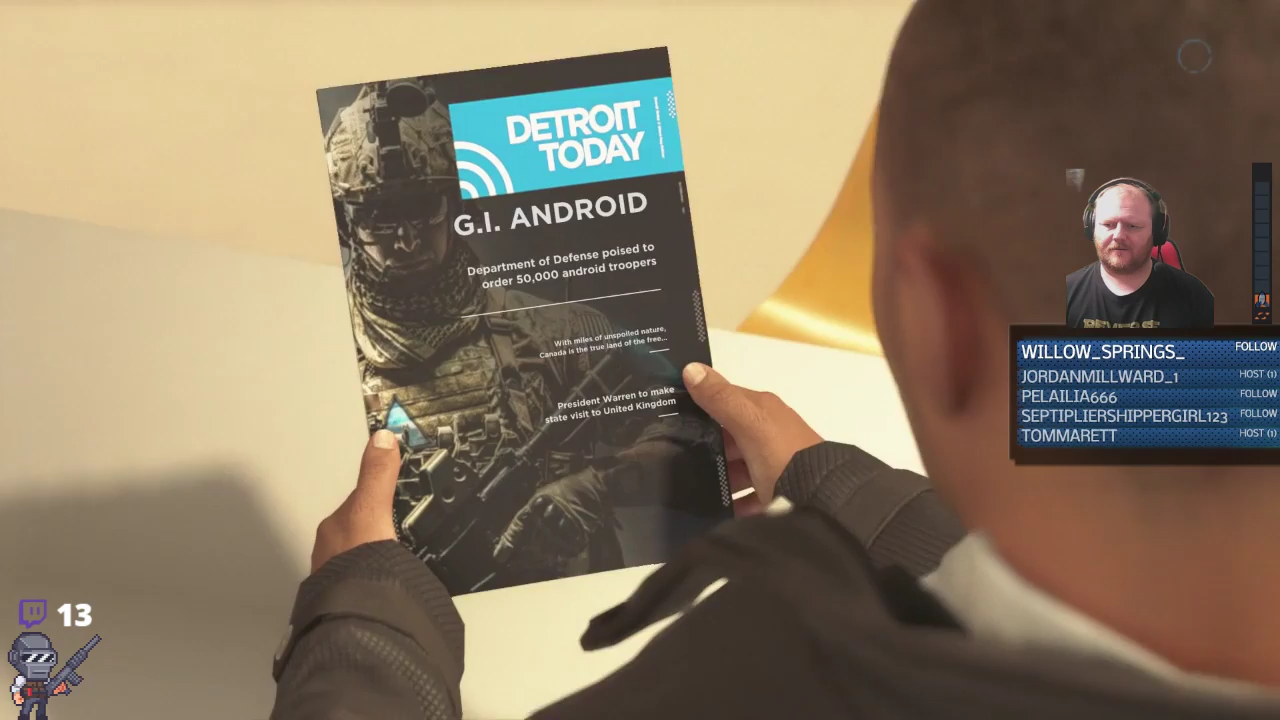 DETROIT
TODAY
G.I. ANDROID
Department of Defense poised to
order 50,000 android troopers
With miles of unspoiled nature,
Canada is the true land of the free...
President Warren to make
state visit to United Kingdom
WILLOW_SPRINGS_ FOLLOW
JORDANMILLWARD_1 HOST (1)
PELAILIA666 FOLLOW
SEPTIPLIERSHIPPERGIRL123 FOLLOW
TOMMARETT HOST (1)
13